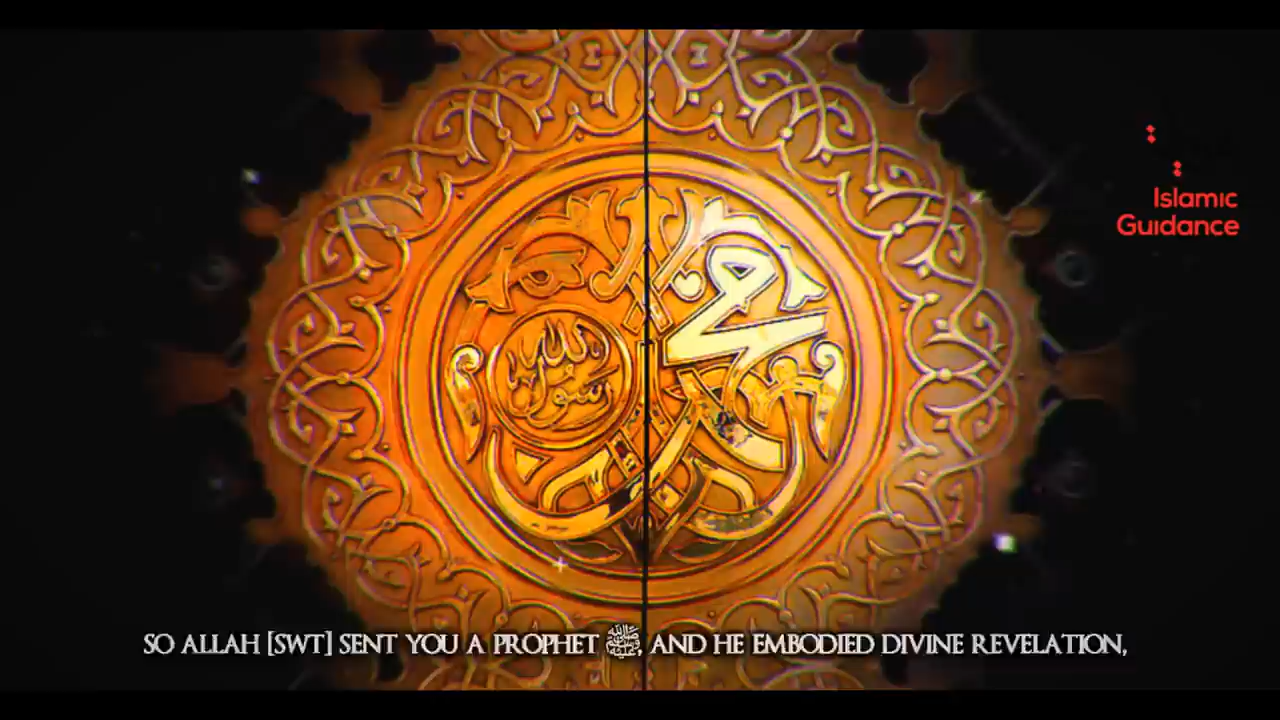 Islamic
Guidance
محمد
رسول
الله
SO ALLAH [SWT] SENT YOU A PROPHET ﷺ, AND HE EMBODIED DIVINE REVELATION,